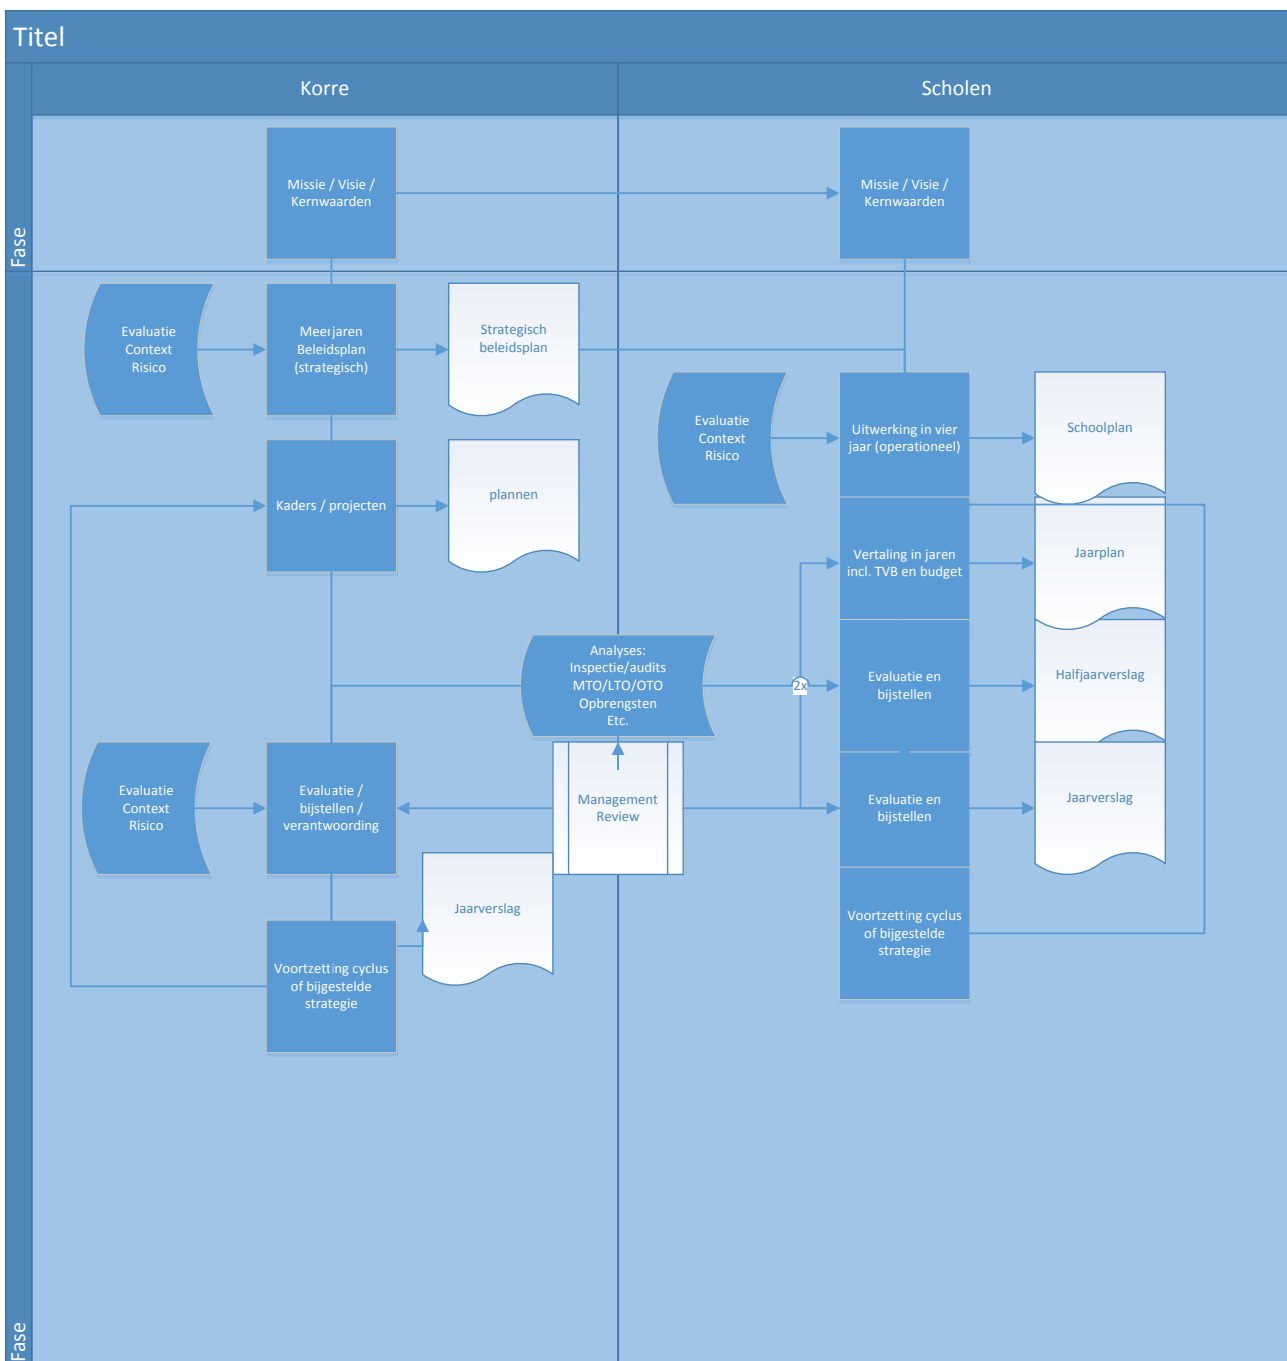 Titel
Fase
Korre
Scholen
Missie / Visie /
Kernwaarden
Missie / Visie /
Kernwaarden
Fase
Evaluatie
Context
Risico
Meerjaren
Beleidsplan
(strategisch)
Strategisch
beleidsplan
Evaluatie
Context
Risico
Uitwerking in vier
jaar (operationeel)
Schoolplan
Kaders / projecten
plannen
Vertaling in jaren
incl. TVB en budget
Jaarplan
Analyses:
Inspectie/audits
MTO/LTO/OTO
Opbrengsten
Etc.
2x
Evaluatie en
bijstellen
Halfjaarverslag
Evaluatie
Context
Risico
Evaluatie /
bijstellen /
verantwoording
Management
Review
Evaluatie en
bijstellen
Jaarverslag
Jaarverslag
Voortzetting cyclus
of bijgestelde
strategie
Voortzetting cyclus
of bijgestelde
strategie